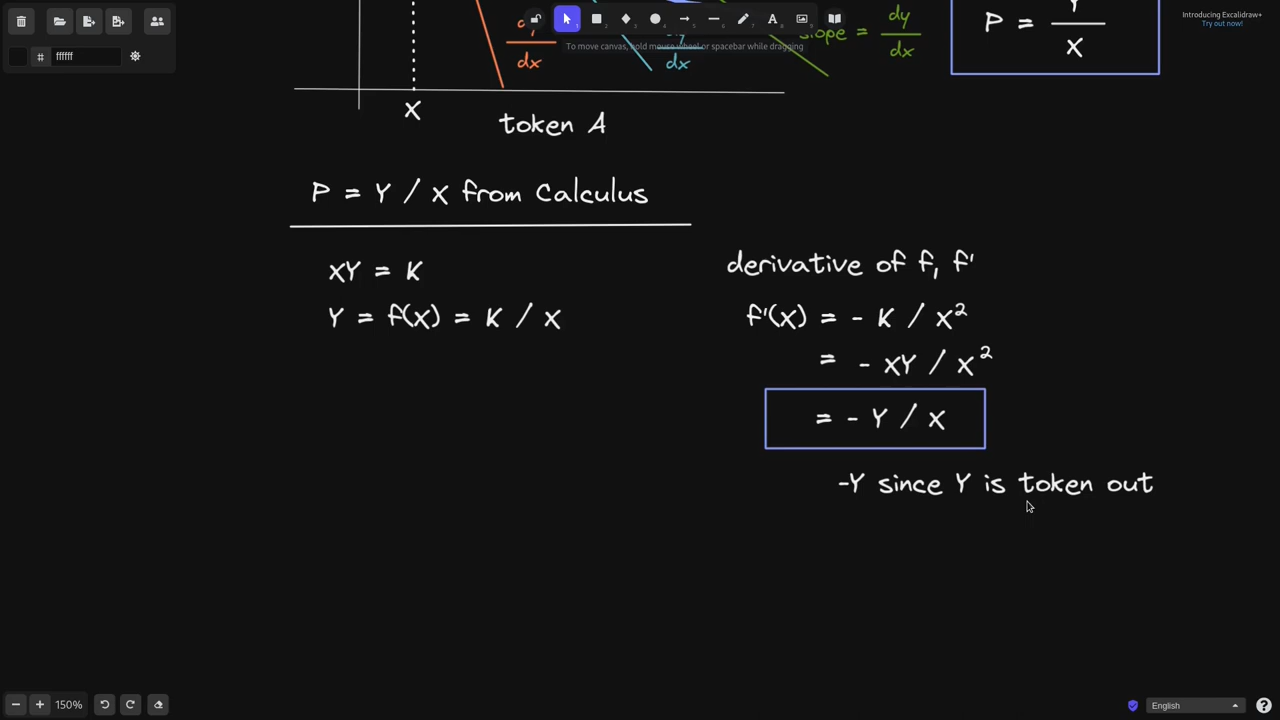 Introducing Excalidraw+
Try out now!
# ffffff
To move canvas, hold mouse wheel or spacebar while dragging
dx
dx
slope = dy
dx
P = Y
X
X
token A
P = Y / X from Calculus
XY = K
Y = f(X) = K / X
derivative of f, f'
f'(X) = - K / X²
= - XY / X²
= - Y / X
-Y since Y is token out
150%
English